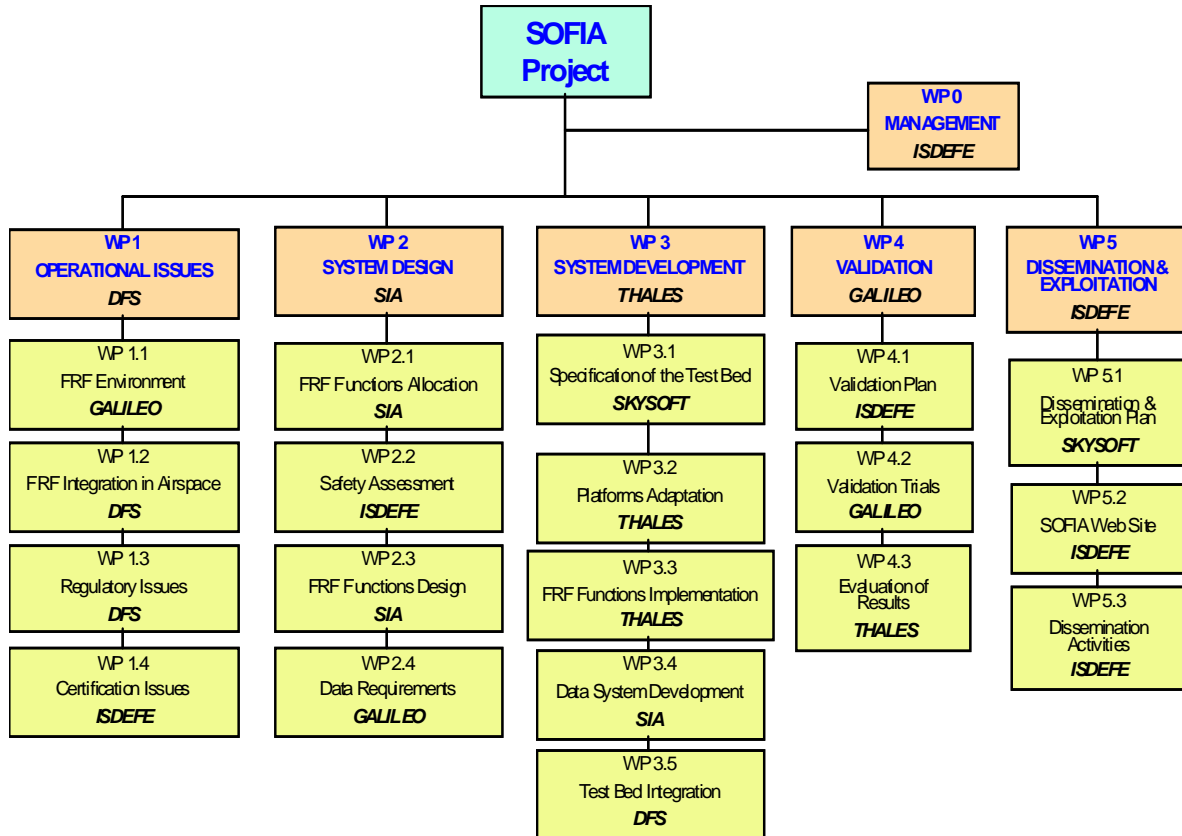 SOFIA
Project
WP 0
MANAGEMENT
ISDEFE
WP 1
OPERATIONAL ISSUES
DFS
WP 1.1
FRF Environment
GALILEO
WP 1.2
FRF Integration in Airspace
DFS
WP 1.3
Regulatory Issues
DFS
WP 1.4
Certification Issues
ISDEFE
WP 2
SYSTEM DESIGN
SIA
WP 2.1
FRF Functions Allocation
SIA
WP 2.2
Safety Assessment
ISDEFE
WP 2.3
FRF Functions Design
SIA
WP 2.4
Data Requirements
GALILEO
WP 3
SYSTEM DEVELOPMENT
THALES
WP 3.1
Specification of the Test Bed
SKYSOFT
WP 3.2
Platforms Adaptation
THALES
WP 3.3
FRF Functions Implementation
THALES
WP 3.4
Data System Development
SIA
WP 3.5
Test Bed Integration
DFS
WP 4
VALIDATION
GALILEO
WP 4.1
Validation Plan
ISDEFE
WP 4.2
Validation Trials
GALILEO
WP 4.3
Evaluation of
Results
THALES
WP 5
DISSEMINATION &
EXPLOITATION
ISDEFE
WP 5.1
Dissemination &
Exploitation Plan
SKYSOFT
WP 5.2
SOFIA Web Site
ISDEFE
WP 5.3
Dissemination
Activities
ISDEFE